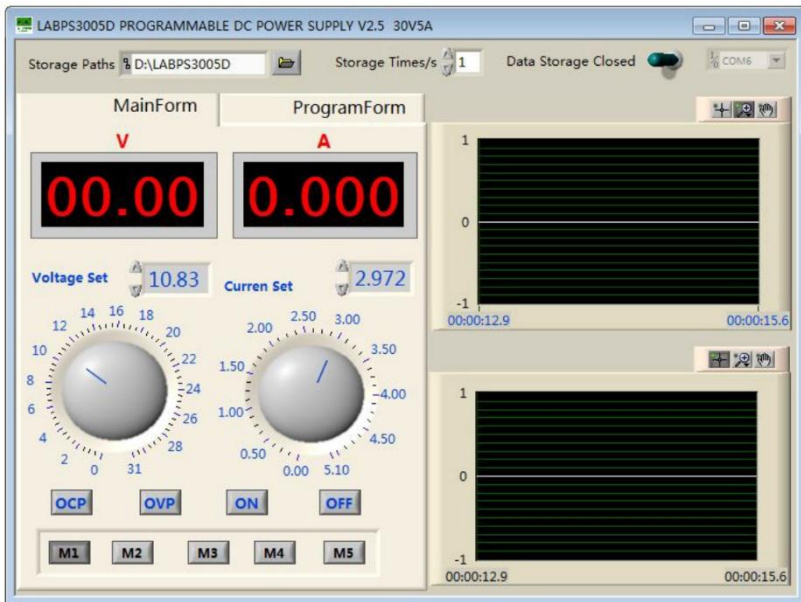 LABPS3005D PROGRAMMABLE DC POWER SUPPLY V2.5 30V5A
Storage Paths D:\LABPS3005D Storage Times/s 1 Data Storage Closed COM6
MainForm ProgramForm
V A
00.00 0.000
Voltage Set 10.83 Curren Set 2.972
0 2 4 6 8 10 12 14 16 18 20 22 24 26 28 31
0.00 0.50 1.00 1.50 2.00 2.50 3.00 3.50 4.00 4.50 5.10
OCP OVP ON OFF
M1 M2 M3 M4 M5
1
0
-1
00:00:12.9 00:00:15.6
1
0
-1
00:00:12.9 00:00:15.6